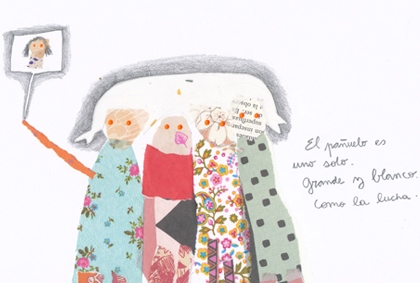 El pañuelo es
uno solo.
Grande y blanco.
como la lucha.